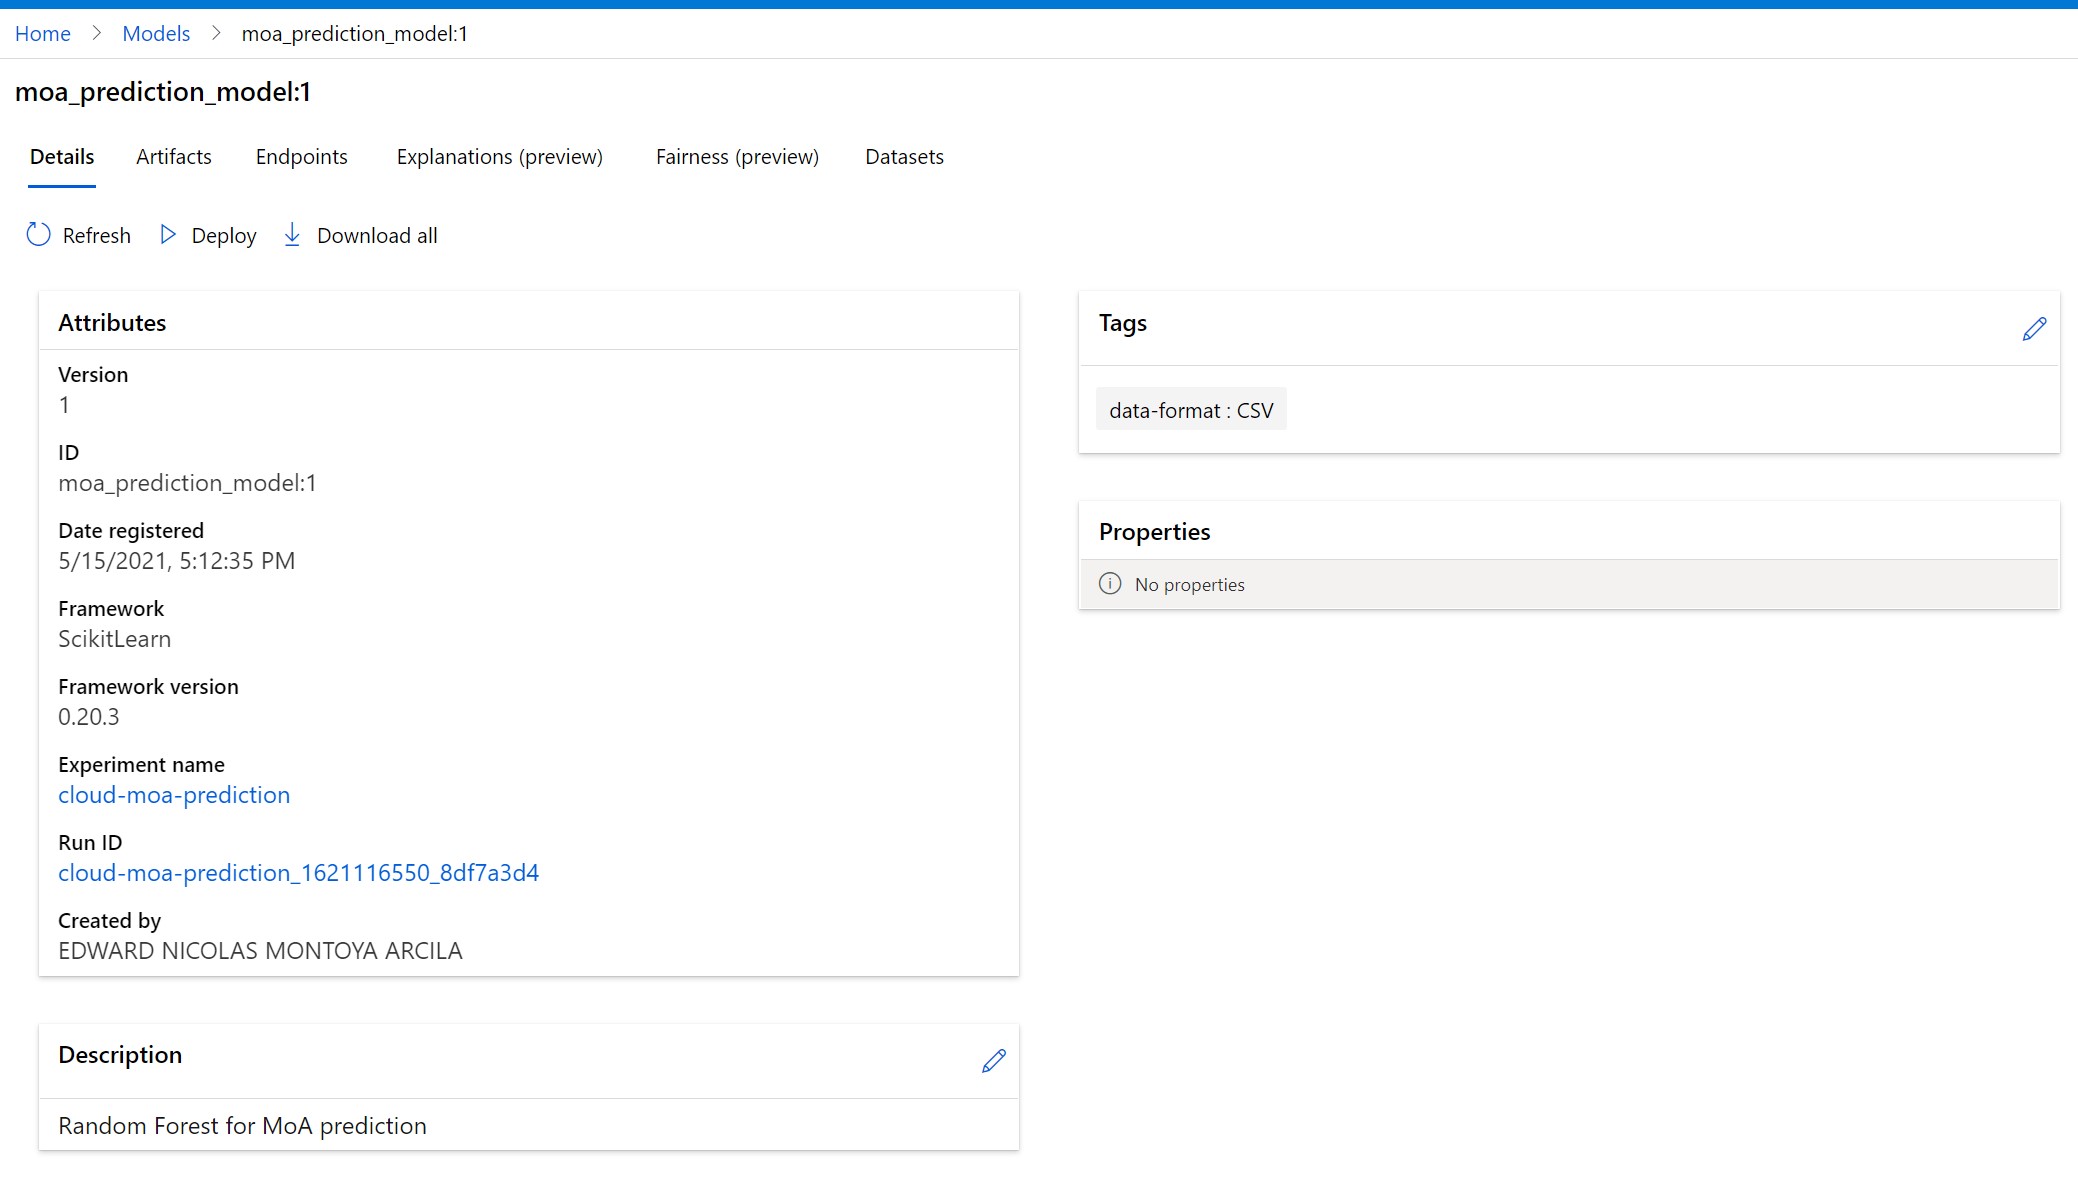 Home > Models > moa_prediction_model:1
moa_prediction_model:1
Details Artifacts Endpoints Explanations (preview) Fairness (preview) Datasets
Refresh Deploy Download all
Attributes
Version
1
ID
moa_prediction_model:1
Date registered
5/15/2021, 5:12:35 PM
Framework
ScikitLearn
Framework version
0.20.3
Experiment name
cloud-moa-prediction
Run ID
cloud-moa-prediction_1621116550_8df7a3d4
Created by
EDWARD NICOLAS MONTOYA ARCILA
Description
Random Forest for MoA prediction
Tags
data-format : CSV
Properties
No properties